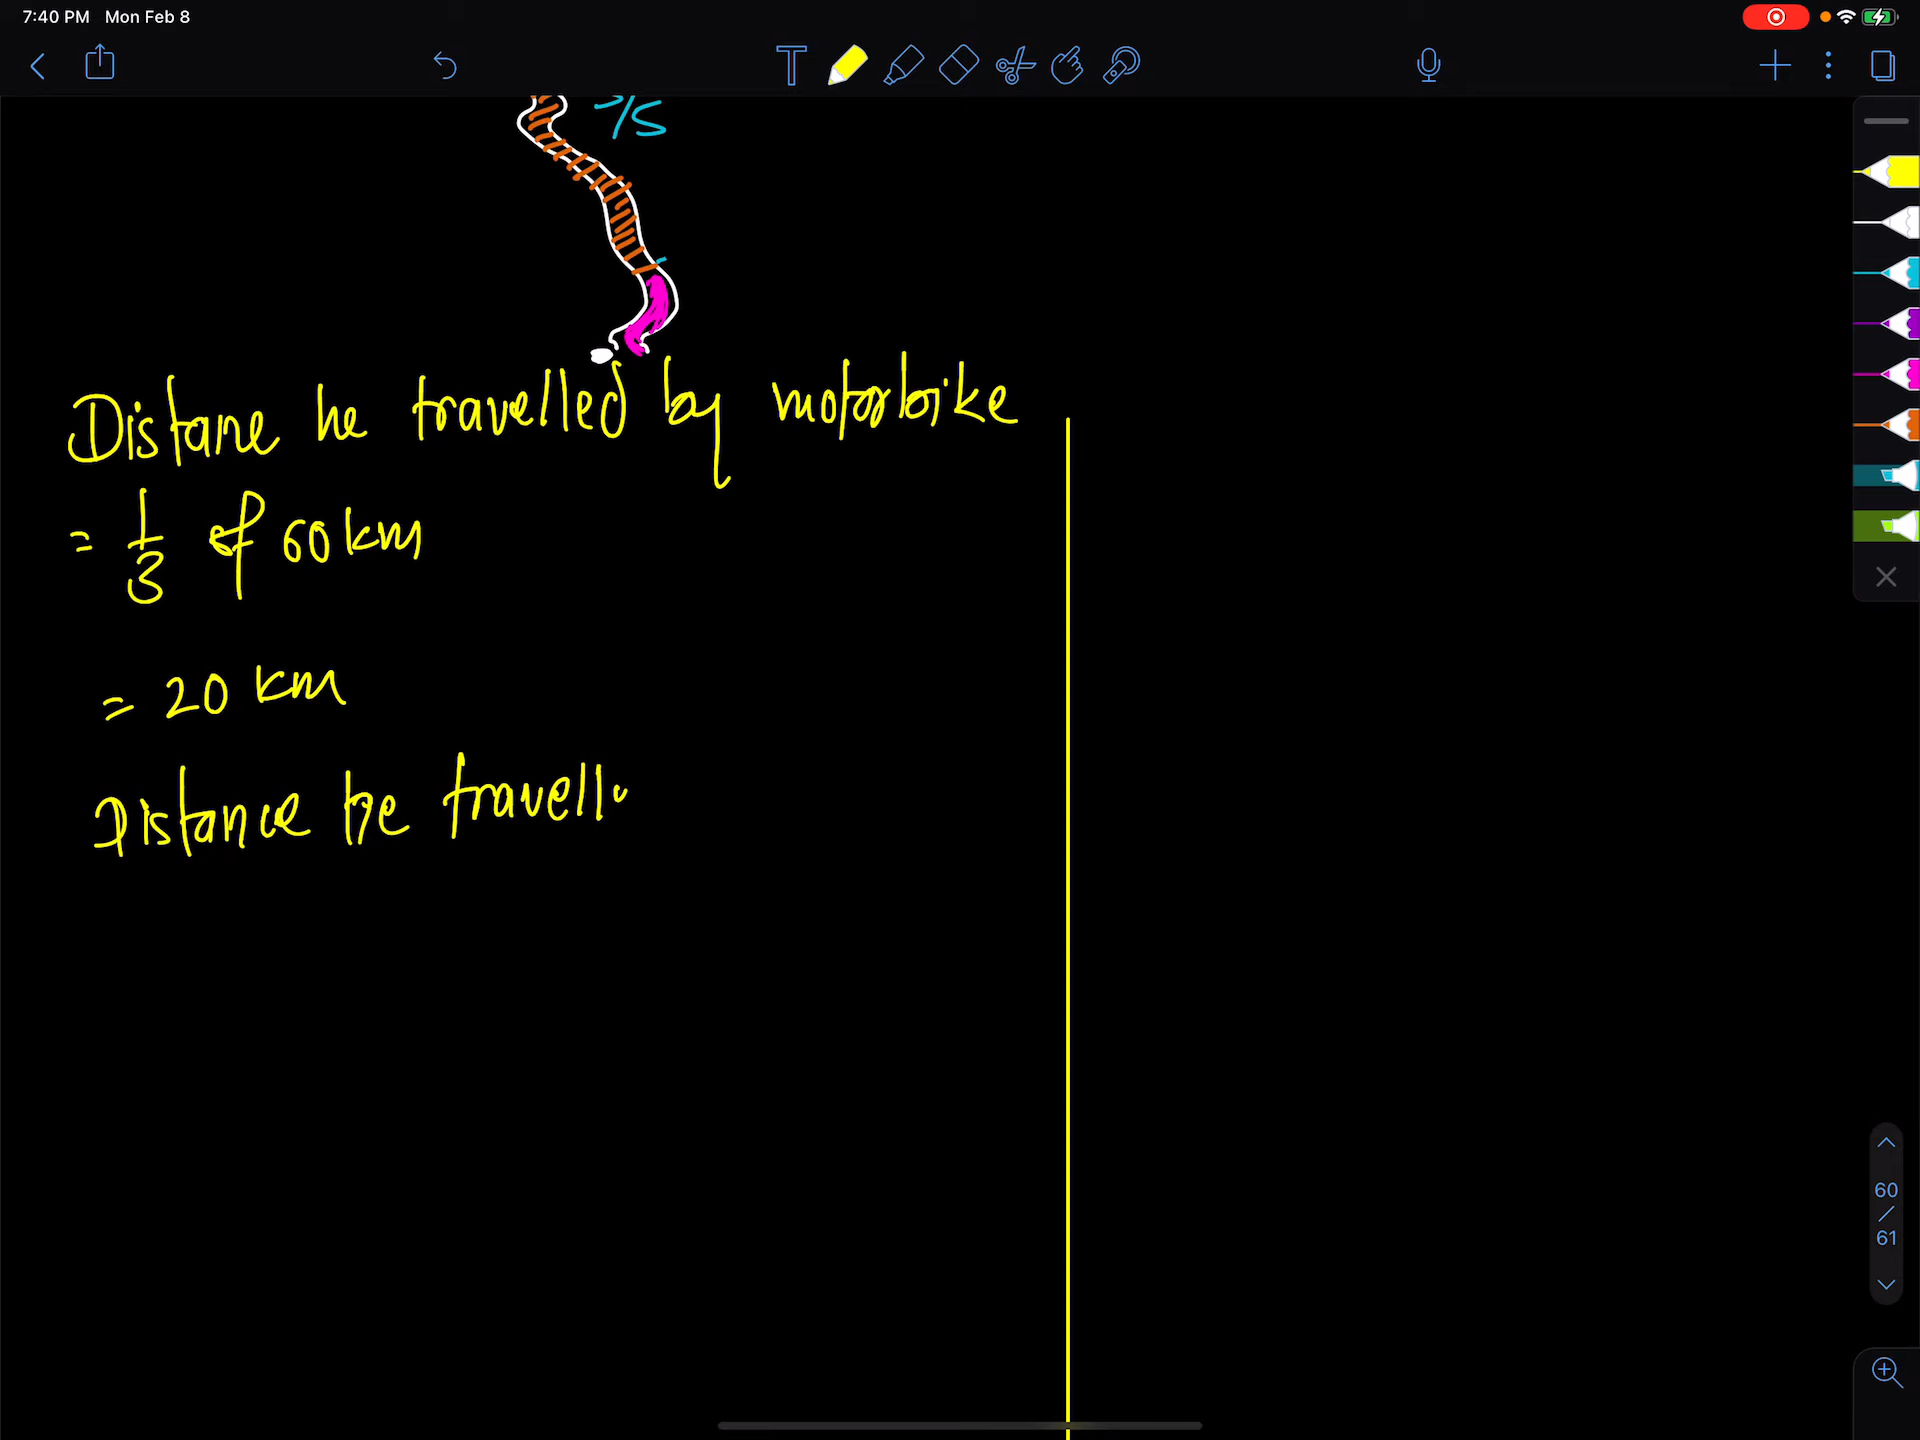 7:40 PM Mon Feb 8
/5
Distane he travelled by motorbike
= 1/3 of 60 km
= 20 km
Distance he travell
60
/
61